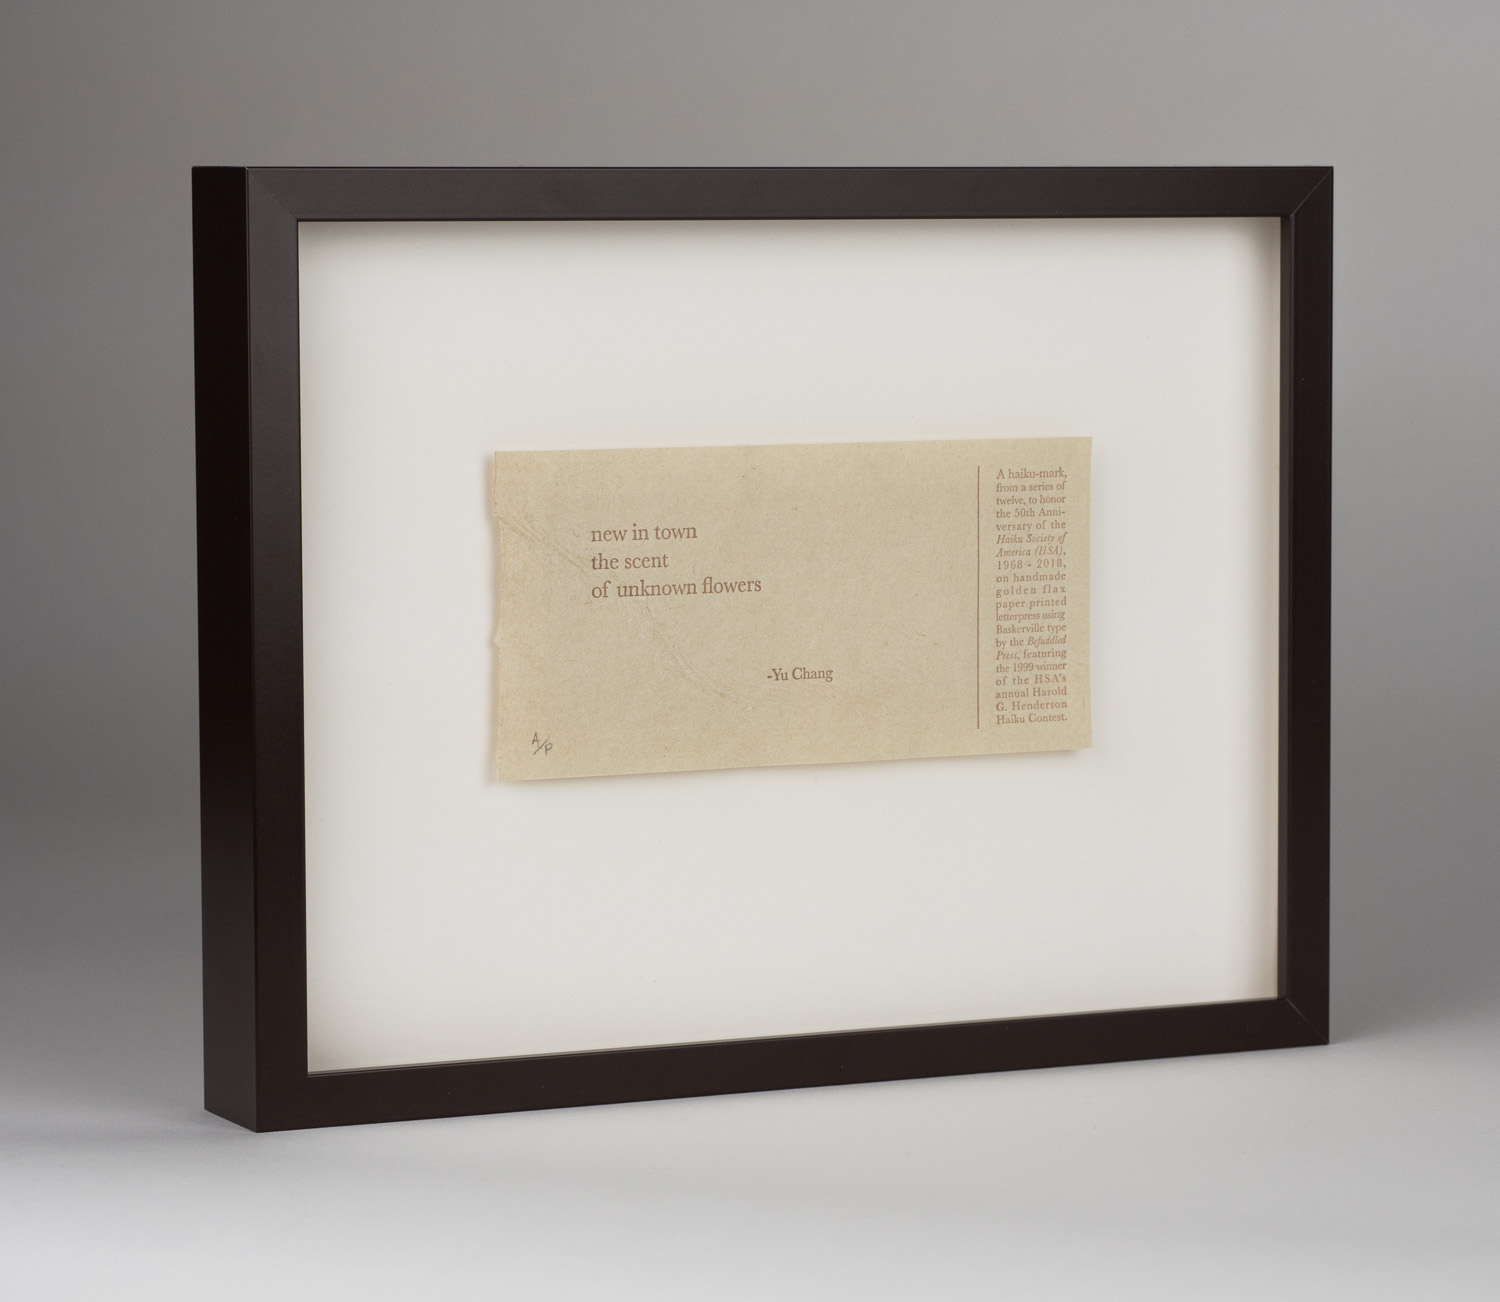 new in town
the scent
of unknown flowers
-Yu Chang
A/P
A haiku-mark,
from a series of
twelve, to honor
the 50th Anni-
versary of the
Haiku Society of
America (HSA),
1968 - 2018,
on handmade
golden flax
paper printed
letterpress using
Baskerville type
by the Befuddled
Press, featuring
the 1999 winner
of the HSA's
annual Harold
G. Henderson
Haiku Contest.